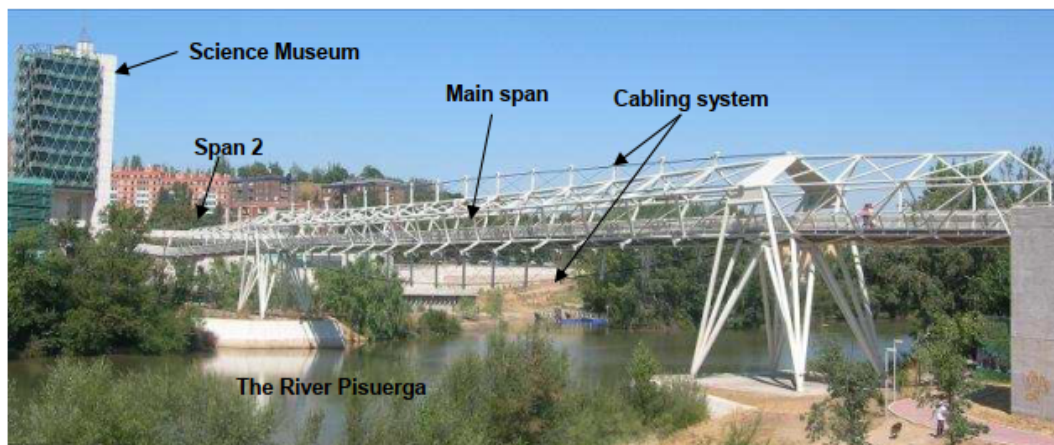 Science Museum
Main span
Cabling system
Span 2
The River Pisuerga